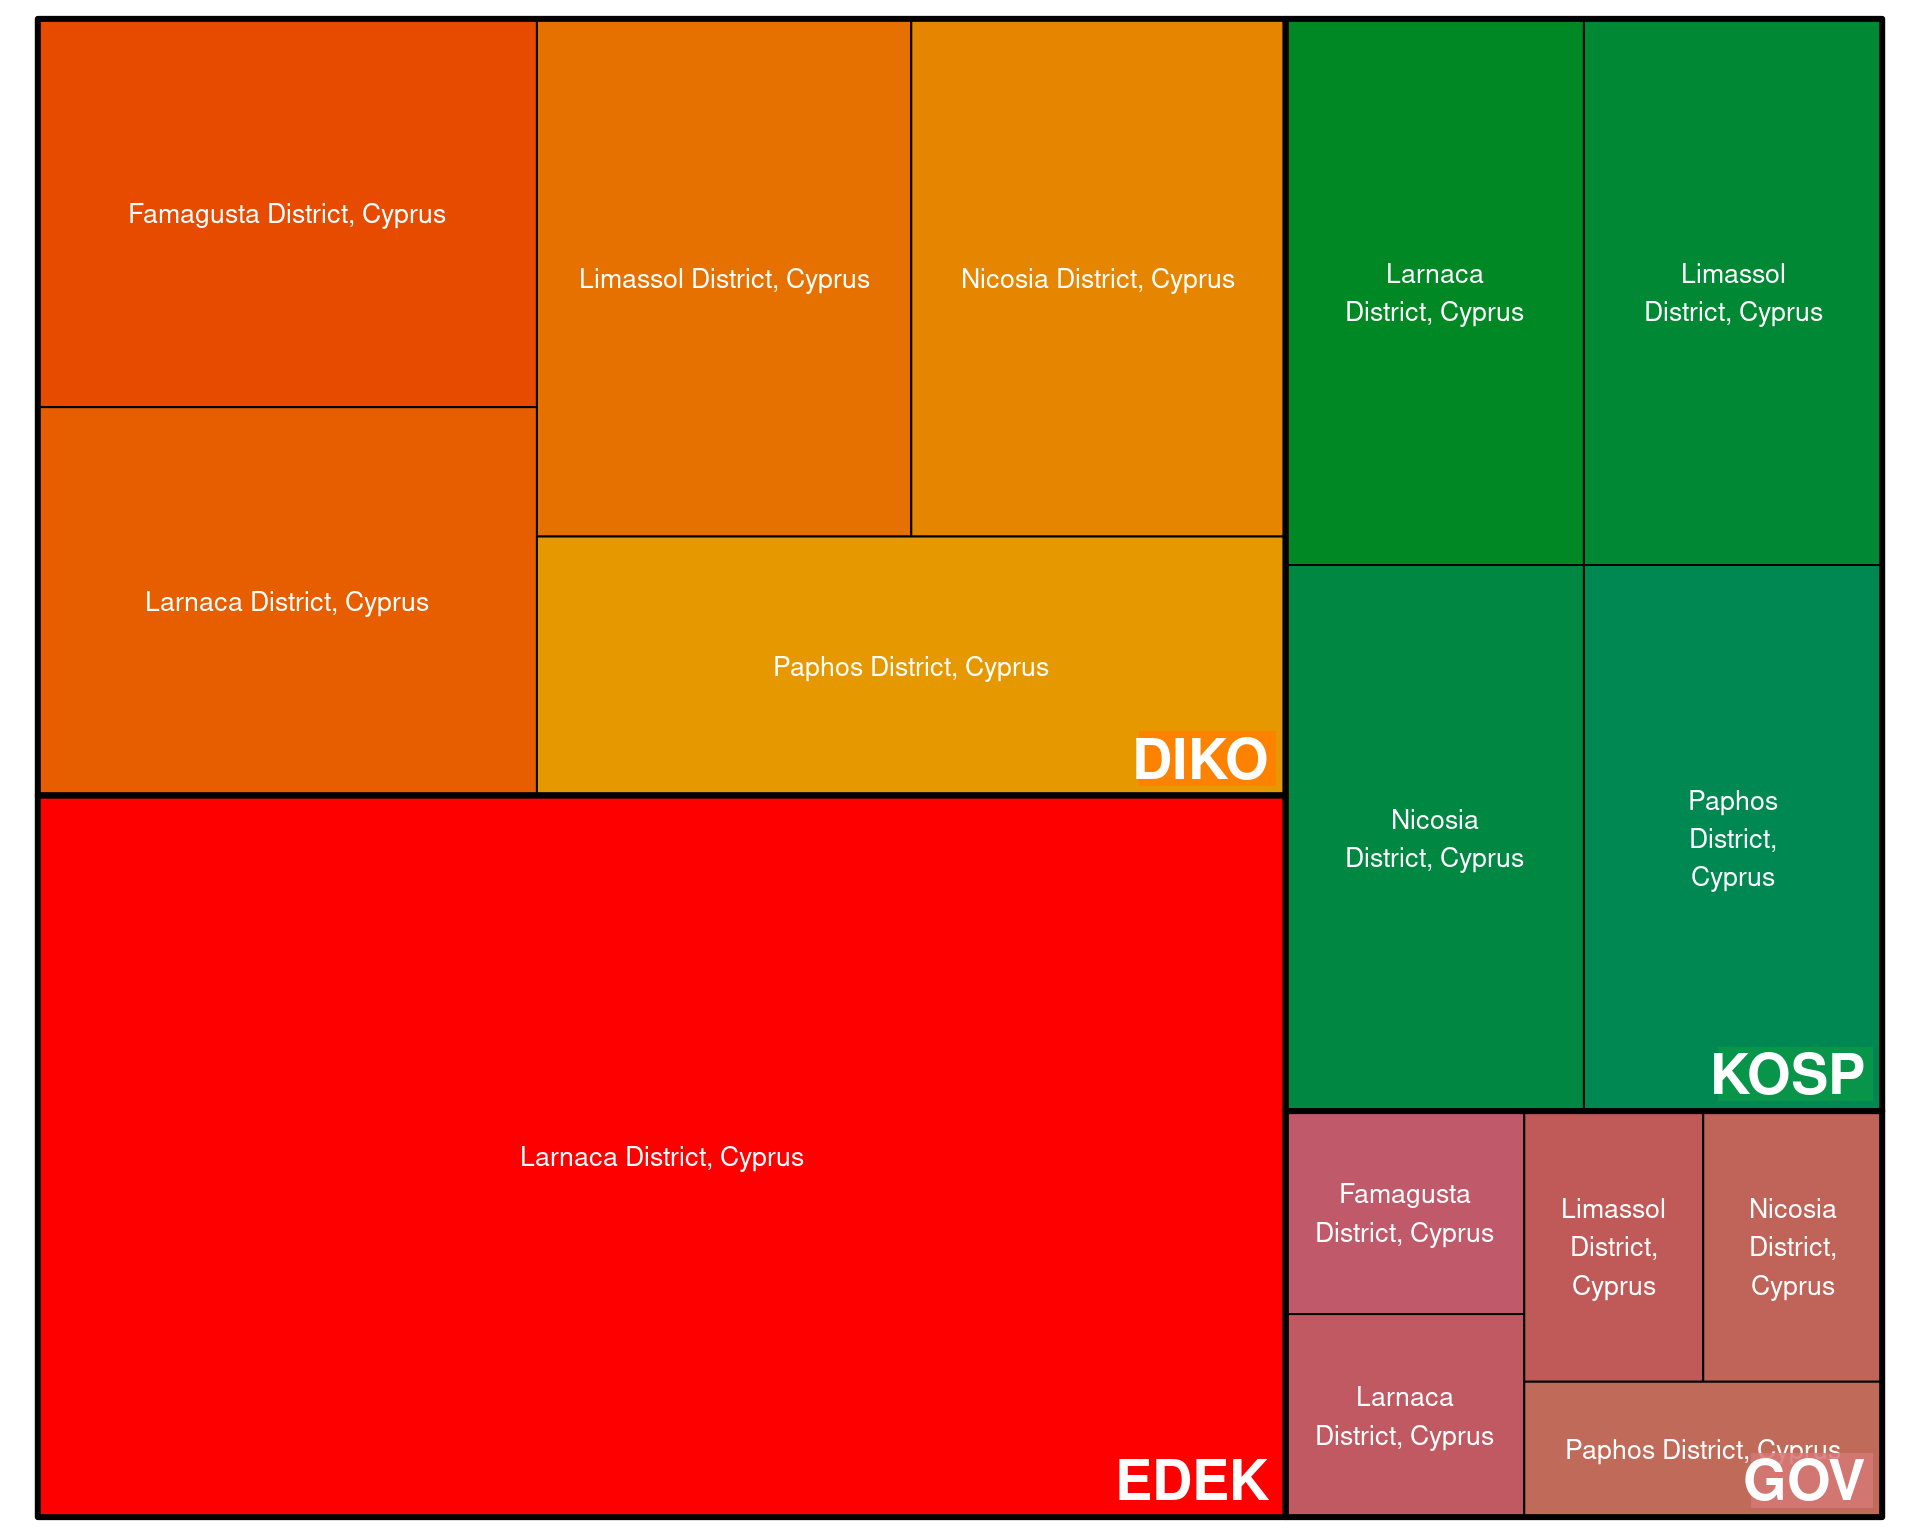 Famagusta District, Cyprus
Limassol District, Cyprus
Nicosia District, Cyprus
Larnaca District, Cyprus
Paphos District, Cyprus
DIKO
Larnaca District, Cyprus
EDEK
Larnaca
District, Cyprus
Limassol
District, Cyprus
Nicosia
District, Cyprus
Paphos
District,
Cyprus
KOSP
Famagusta
District, Cyprus
Limassol
District,
Cyprus
Nicosia
District,
Cyprus
Larnaca
District, Cyprus
Paphos District, Cyprus
GOV